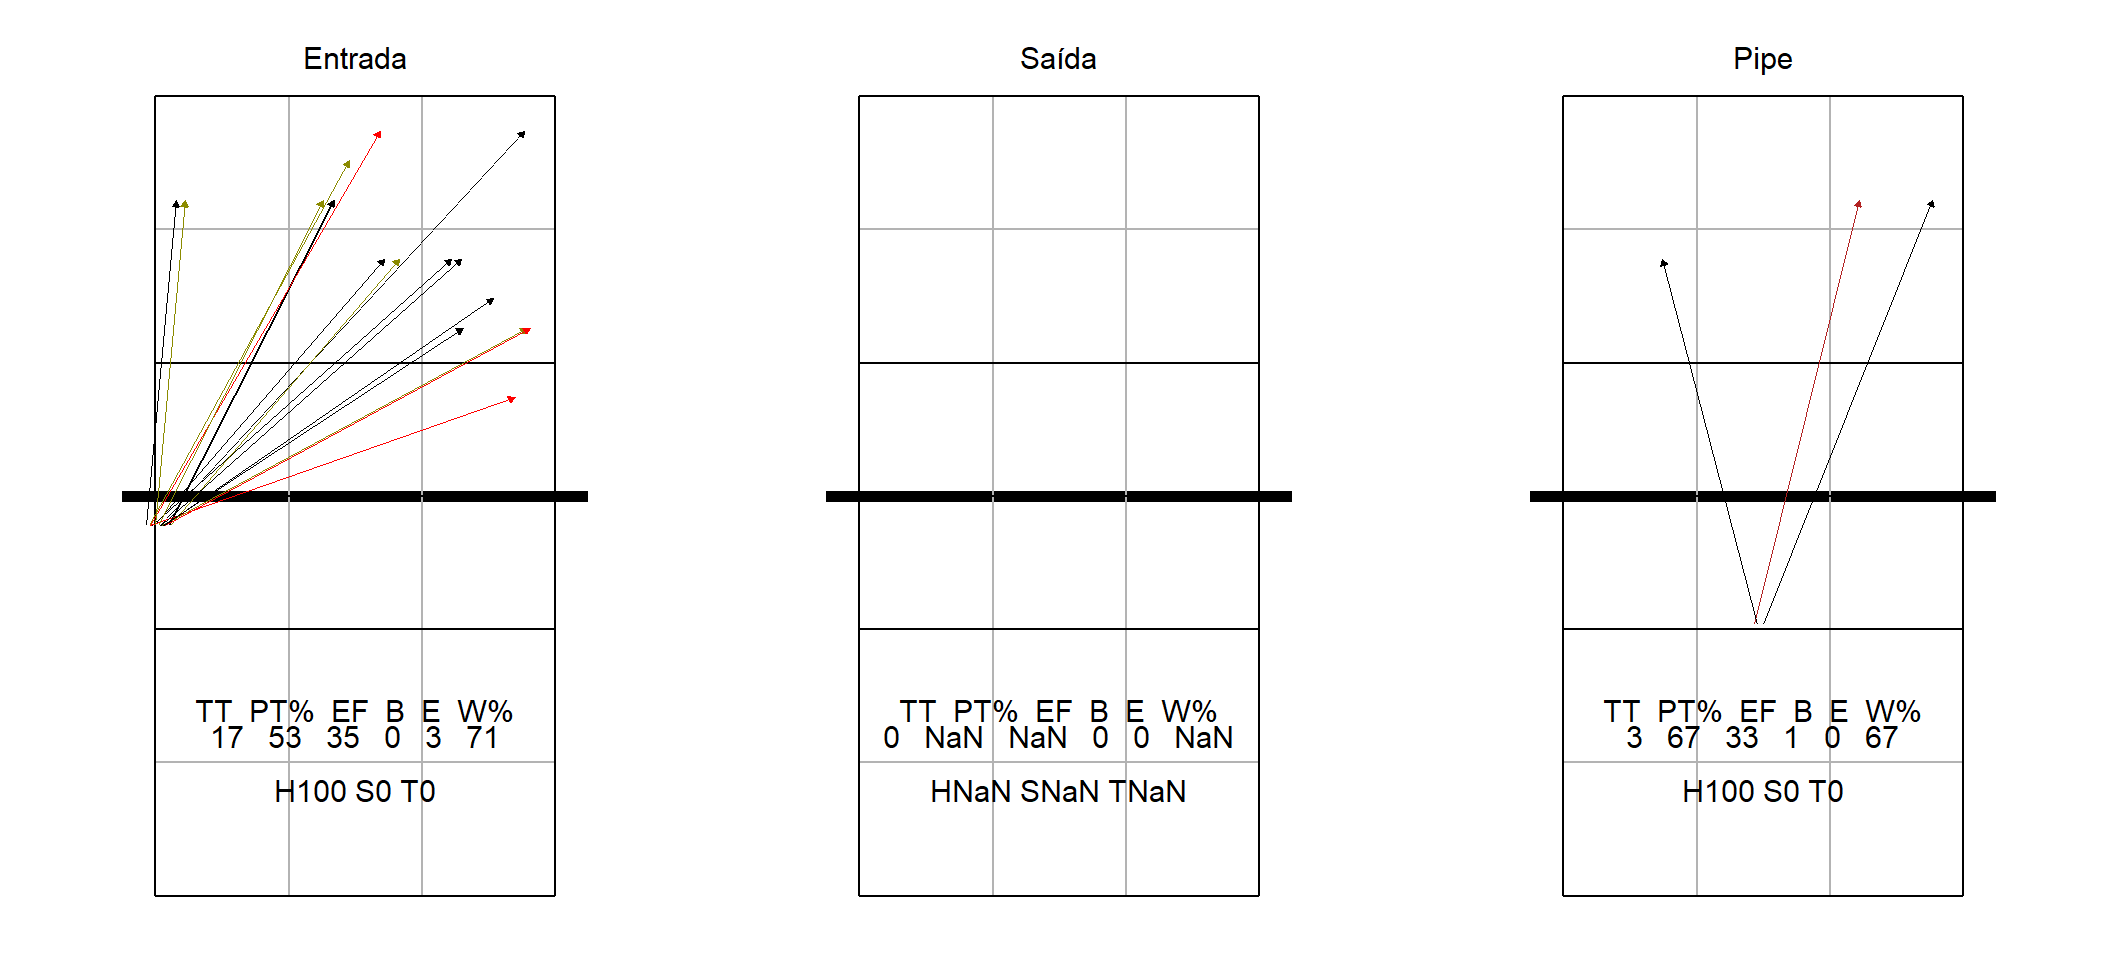 Entrada
TT PT% EF B E W%
17 53 35 0 3 71
H100 S0 T0
Saída
TT PT% EF B E W%
0 NaN NaN 0 0 NaN
HNaN SNaN TNaN
Pipe
TT PT% EF B E W%
3 67 33 1 0 67
H100 S0 T0